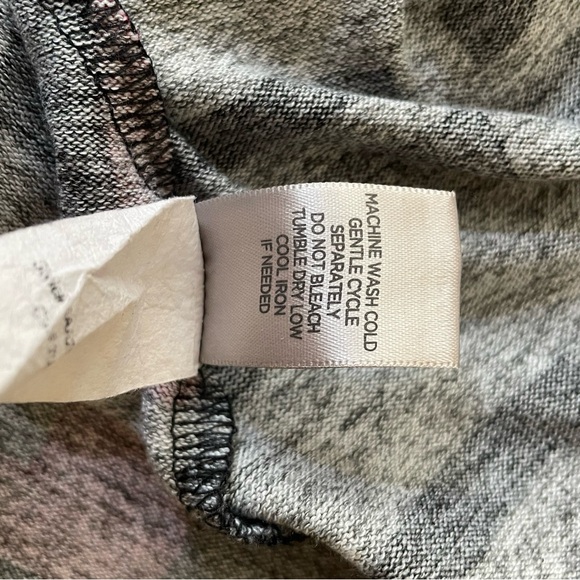 MACHINE WASH COLD
GENTLE CYCLE
SEPARATELY
DO NOT BLEACH
TUMBLE DRY LOW
COOL IRON
IF NEEDED